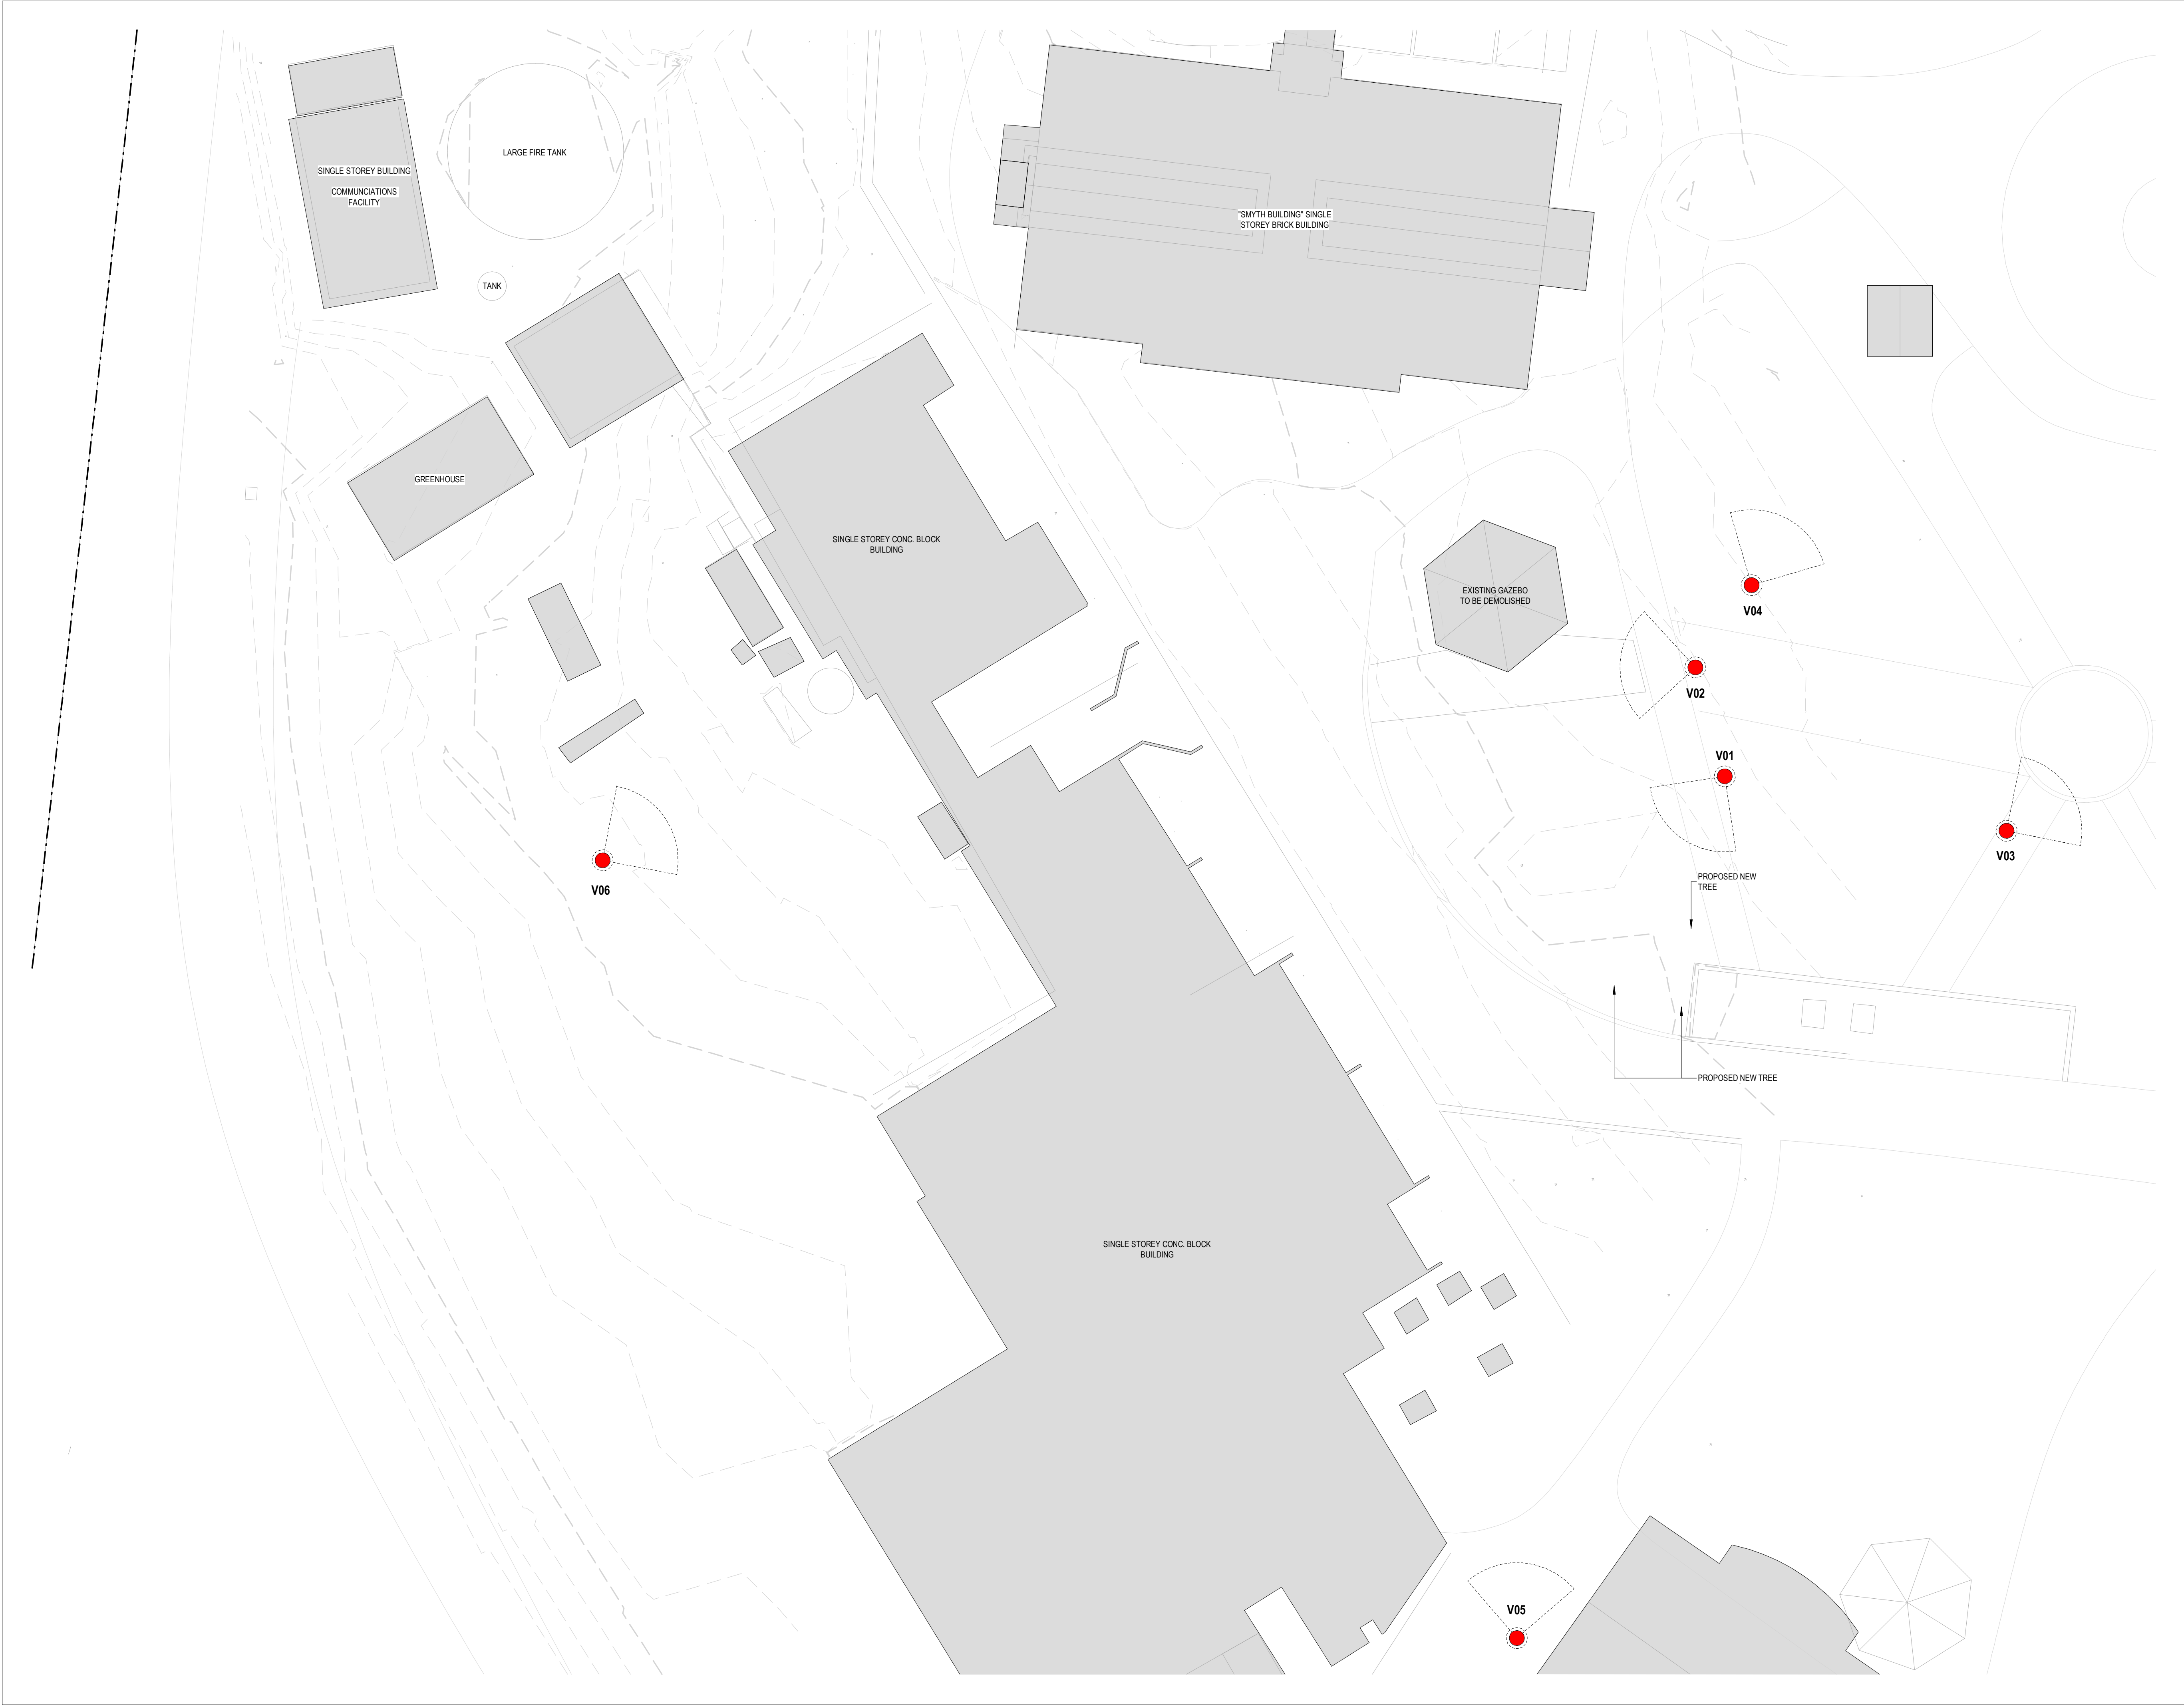 LARGE FIRE TANK
SINGLE STOREY BUILDING
COMMUNCIATIONS
FACILITY
"SMYTH BUILDING" SINGLE
STOREY BRICK BUILDING
TANK
GREENHOUSE
SINGLE STOREY CONC. BLOCK
BUILDING
EXISTING GAZEBO
TO BE DEMOLISHED
V04
V02
V01
V03
V06
PROPOSED NEW
TREE
PROPOSED NEW TREE
SINGLE STOREY CONC. BLOCK
BUILDING
V05